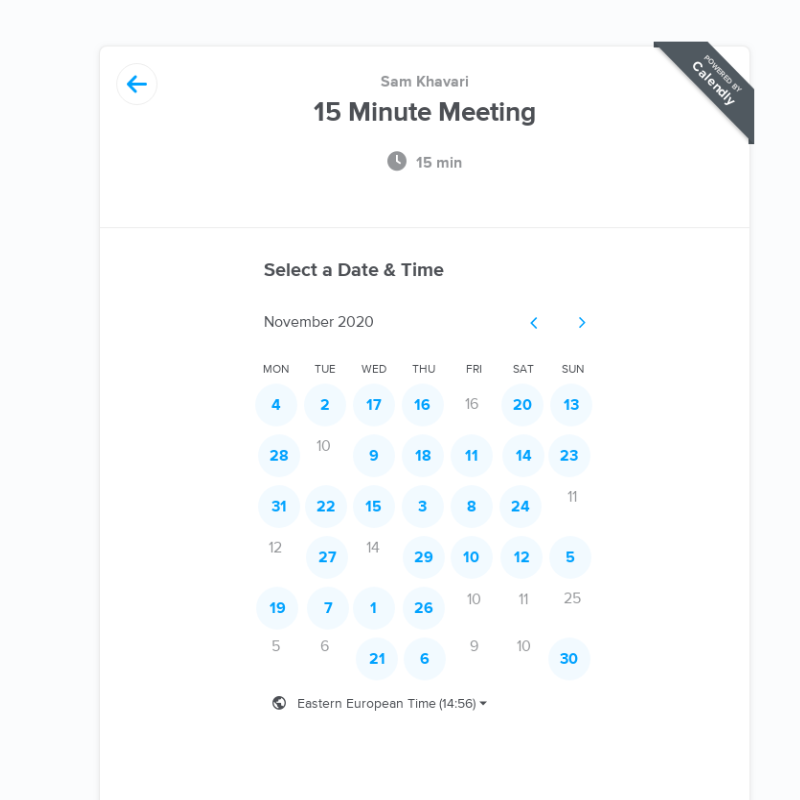 Sam Khavari
POWERED BY
Calendly
15 Minute Meeting
15 min
Select a Date & Time
November 2020
MON TUE WED THU FRI SAT SUN
4 2 17 16 16 20 13
28 10 9 18 11 14 23
31 22 15 3 8 24 11
12 27 14 29 10 12 5
19 7 1 26 10 11 25
5 6 21 6 9 10 30
Eastern European Time (14:56)